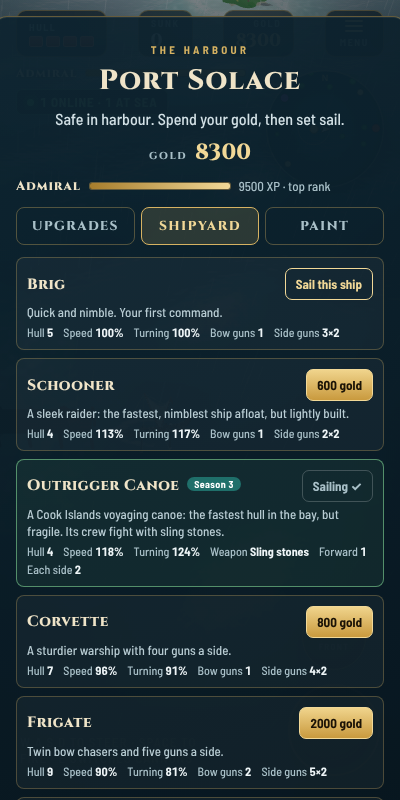 THE HARBOUR
PORT SOLACE
Safe in harbour. Spend your gold, then set sail.
GOLD 8300
ADMIRAL 9500 XP · top rank
UPGRADES SHIPYARD PAINT
BRIG Sail this ship
Quick and nimble. Your first command.
Hull 5 Speed 100% Turning 100% Bow guns 1 Side guns 3×2
SCHOONER 600 gold
A sleek raider: the fastest, nimblest ship afloat, but lightly built.
Hull 4 Speed 113% Turning 117% Bow guns 1 Side guns 2×2
OUTRIGGER CANOE Season 3 Sailing ✓
A Cook Islands voyaging canoe: the fastest hull in the bay, but
fragile. Its crew fight with sling stones.
Hull 4 Speed 118% Turning 124% Weapon Sling stones Forward 1
Each side 2
CORVETTE 800 gold
A sturdier warship with four guns a side.
Hull 7 Speed 96% Turning 91% Bow guns 1 Side guns 4×2
FRIGATE 2000 gold
Twin bow chasers and five guns a side.
Hull 9 Speed 90% Turning 81% Bow guns 2 Side guns 5×2